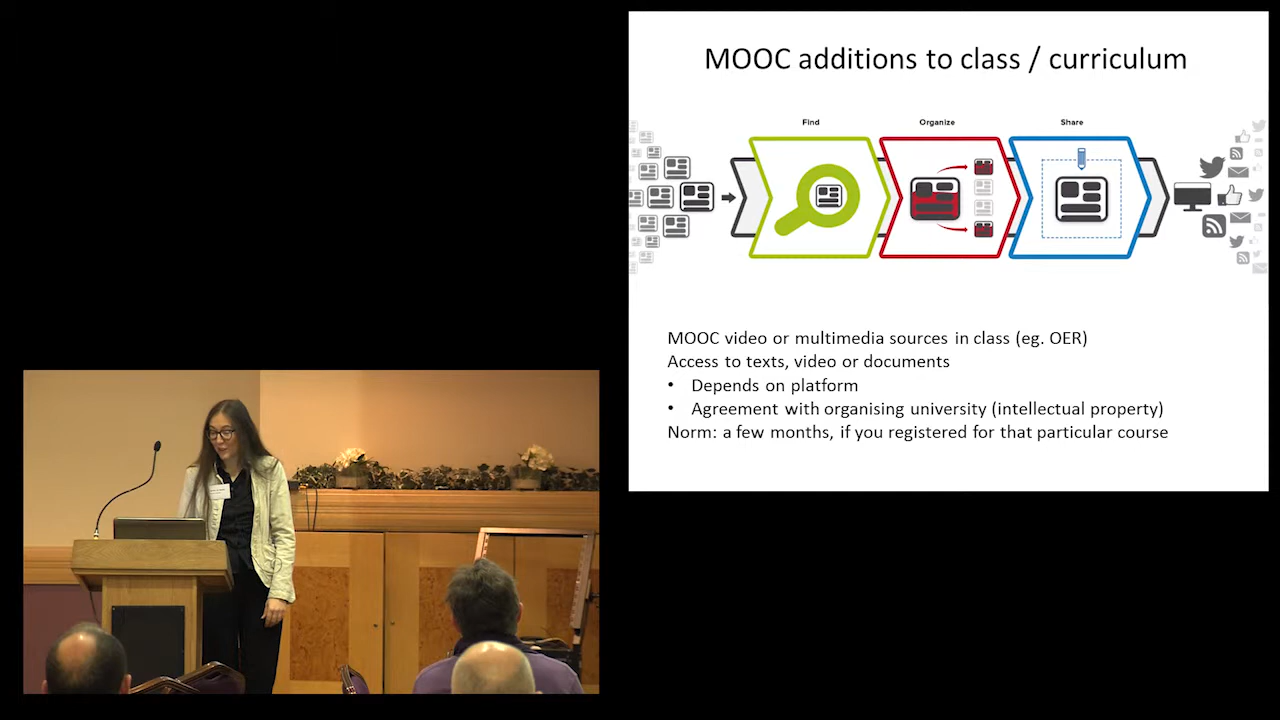 MOOC additions to class / curriculum
Find
Organize
Share
MOOC video or multimedia sources in class (eg. OER)
Access to texts, video or documents
• Depends on platform
• Agreement with organising university (intellectual property)
Norm: a few months, if you registered for that particular course